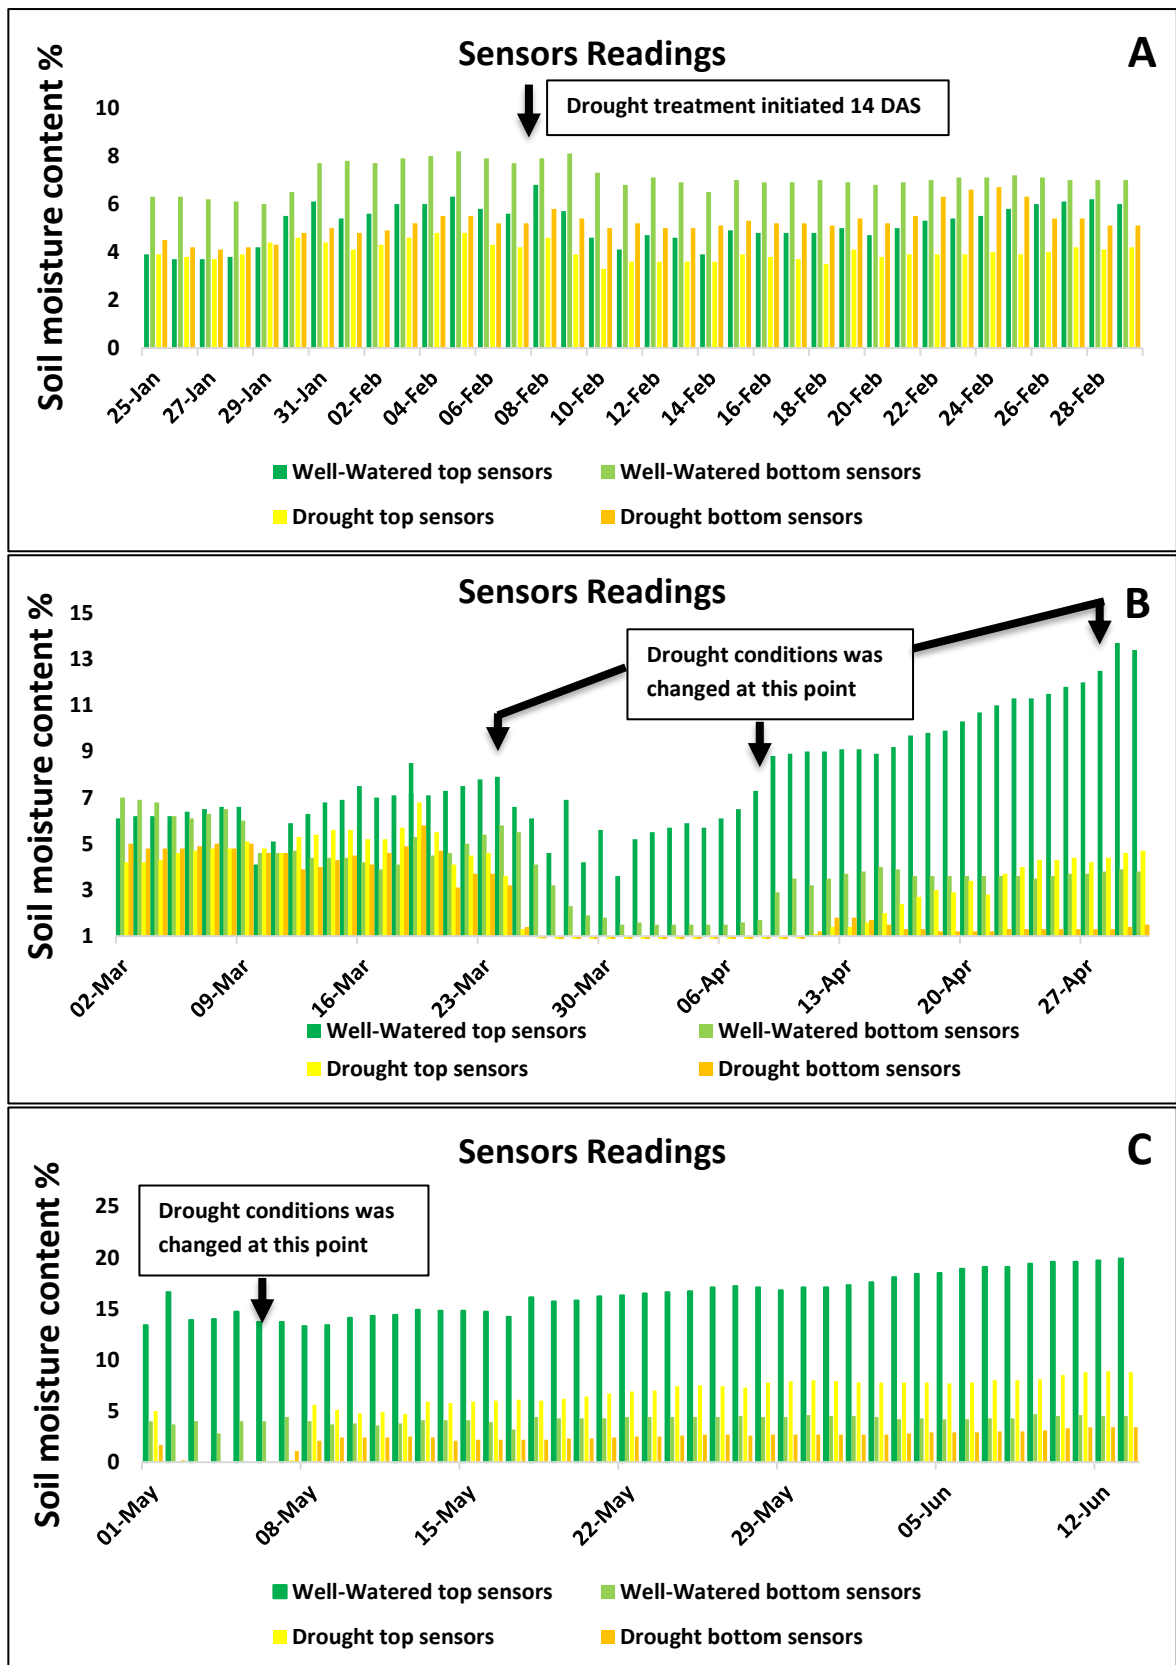 Sensors Readings
A
Soil moisture content %
Drought treatment initiated 14 DAS
10
8
6
4
2
0
25-Jan
27-Jan
29-Jan
31-Jan
02-Feb
04-Feb
06-Feb
08-Feb
10-Feb
12-Feb
14-Feb
16-Feb
18-Feb
20-Feb
22-Feb
24-Feb
26-Feb
28-Feb
Well-Watered top sensors
Well-Watered bottom sensors
Drought top sensors
Drought bottom sensors
Sensors Readings
B
Soil moisture content %
Drought conditions was
changed at this point
15
13
11
9
7
5
3
1
02-Mar
09-Mar
16-Mar
23-Mar
30-Mar
06-Apr
13-Apr
20-Apr
27-Apr
Well-Watered top sensors
Well-Watered bottom sensors
Drought top sensors
Drought bottom sensors
Sensors Readings
C
Soil moisture content %
Drought conditions was
changed at this point
25
20
15
10
5
0
01-May
08-May
15-May
22-May
29-May
05-Jun
12-Jun
Well-Watered top sensors
Well-Watered bottom sensors
Drought top sensors
Drought bottom sensors